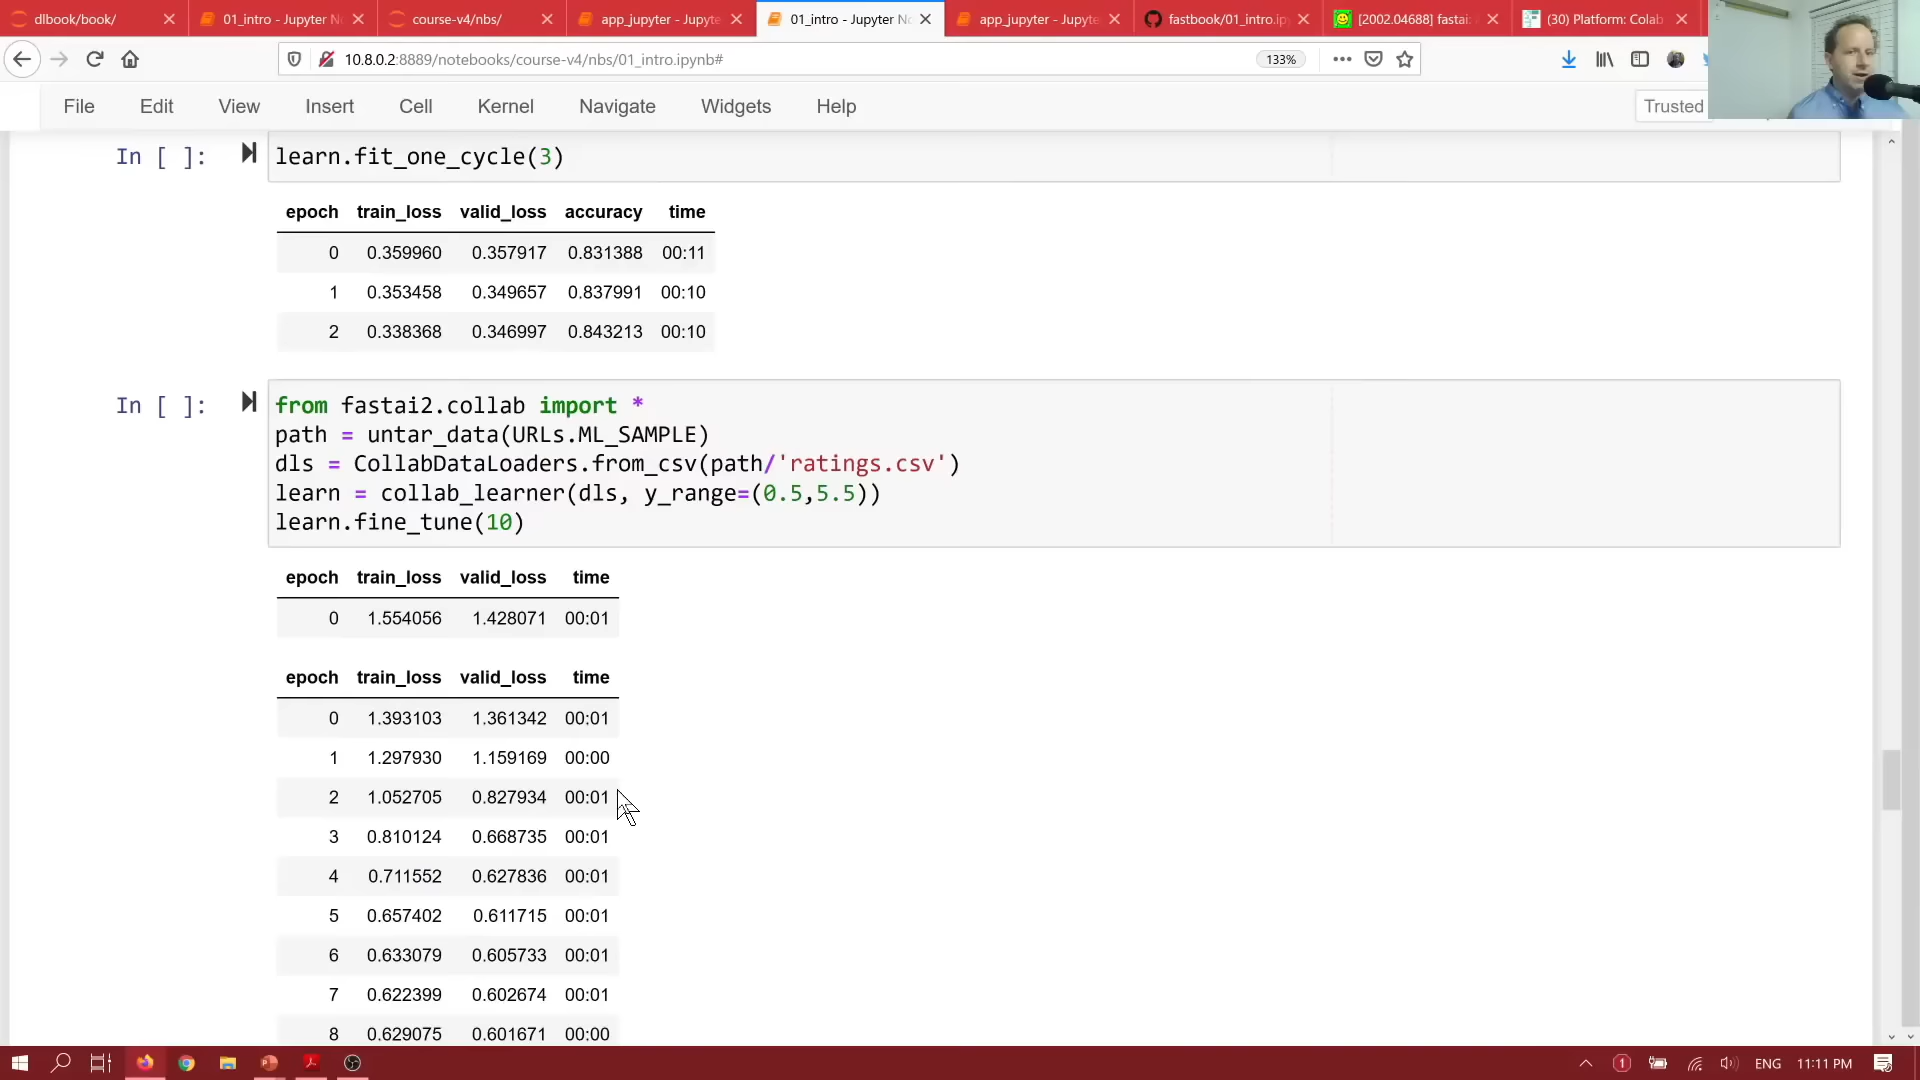 dlbook/book/
01_intro - Jupyter N
course-v4/nbs/
app_jupyter - Jupyte
01_intro - Jupyter No
app_jupyter - Jupyte
fastbook/01_intro.ip
[2002.04688] fastai:
(30) Platform: Colab
10.8.0.2:8889/notebooks/course-v4/nbs/01_intro.ipynb#
133%
File Edit View Insert Cell Kernel Navigate Widgets Help
Trusted
In [ ]: learn.fit_one_cycle(3)
epoch train_loss valid_loss accuracy time
0 0.359960 0.357917 0.831388 00:11
1 0.353458 0.349657 0.837991 00:10
2 0.338368 0.346997 0.843213 00:10
In [ ]: from fastai2.collab import *
path = untar_data(URLs.ML_SAMPLE)
dls = CollabDataLoaders.from_csv(path/'ratings.csv')
learn = collab_learner(dls, y_range=(0.5,5.5))
learn.fine_tune(10)
epoch train_loss valid_loss time
0 1.554056 1.428071 00:01
epoch train_loss valid_loss time
0 1.393103 1.361342 00:01
1 1.297930 1.159169 00:00
2 1.052705 0.827934 00:01
3 0.810124 0.668735 00:01
4 0.711552 0.627836 00:01
5 0.657402 0.611715 00:01
6 0.633079 0.605733 00:01
7 0.622399 0.602674 00:01
8 0.629075 0.601671 00:00
1
ENG
11:11 PM